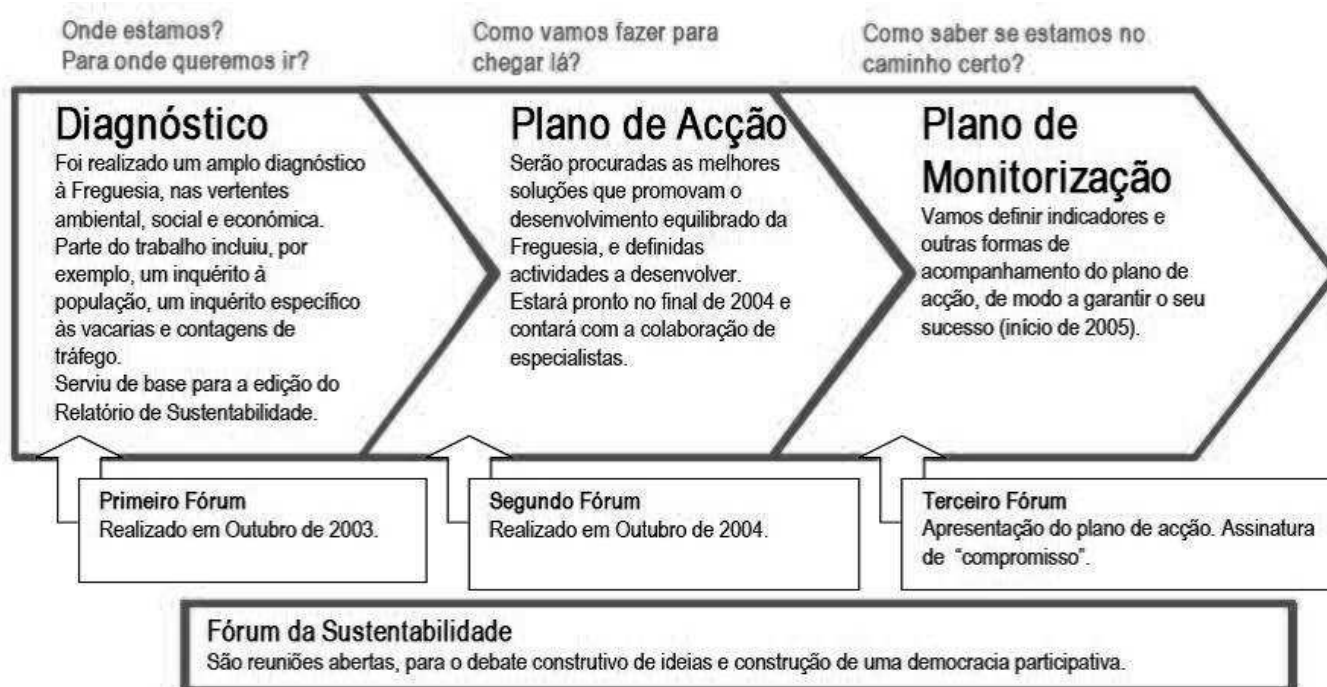 Onde estamos?
Para onde queremos ir?
Como vamos fazer para
chegar lá?
Como saber se estamos no
caminho certo?
Diagnóstico
Foi realizado um amplo diagnóstico
à Freguesia, nas vertentes
ambiental, social e económica.
Parte do trabalho incluiu, por
exemplo, um inquérito à
população, um inquérito específico
às vacarias e contagens de
tráfego.
Serviu de base para a edição do
Relatório de Sustentabilidade.
Plano de Acção
Serão procuradas as melhores
soluções que promovam o
desenvolvimento equilibrado da
Freguesia, e definidas
actividades a desenvolver.
Estará pronto no final de 2004 e
contará com a colaboração de
especialistas.
Plano de
Monitorização
Vamos definir indicadores e
outras formas de
acompanhamento do plano de
acção, de modo a garantir o seu
sucesso (início de 2005).
Primeiro Fórum
Realizado em Outubro de 2003.
Segundo Fórum
Realizado em Outubro de 2004.
Terceiro Fórum
Apresentação do plano de acção. Assinatura
de “compromisso”.
Fórum da Sustentabilidade
São reuniões abertas, para o debate construtivo de ideias e construção de uma democracia participativa.